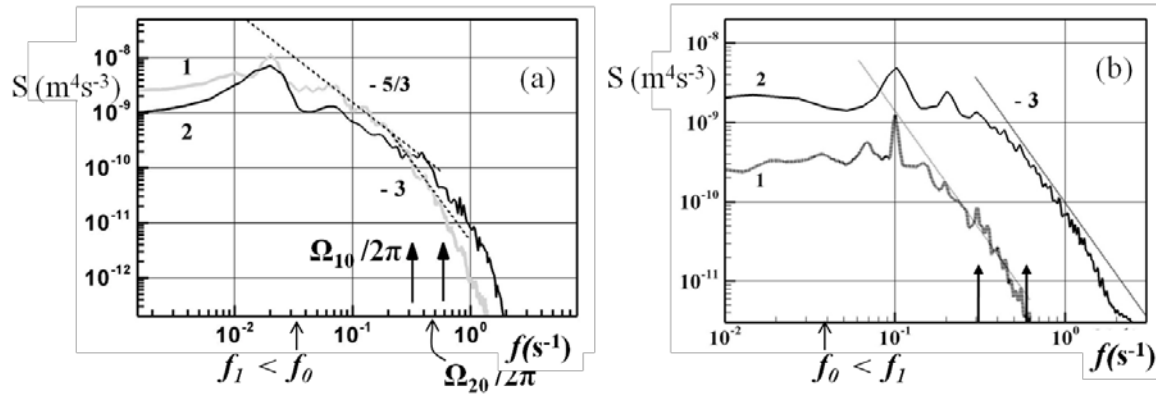 S (m⁴s⁻³)
10⁻⁸
10⁻⁹
10⁻¹⁰
10⁻¹¹
10⁻¹²
1
2
(a)
- 5/3
- 3
Ω₁₀/2π
10⁻² 10⁻¹ 10⁰ f(s⁻¹)
f₁ < f₀
Ω₂₀/2π
S (m⁴s⁻³)
10⁻⁸
10⁻⁹
10⁻¹⁰
10⁻¹¹
2
1
(b)
- 3
10⁻² 10⁻¹ 10⁰ f(s⁻¹)
f₀ < f₁